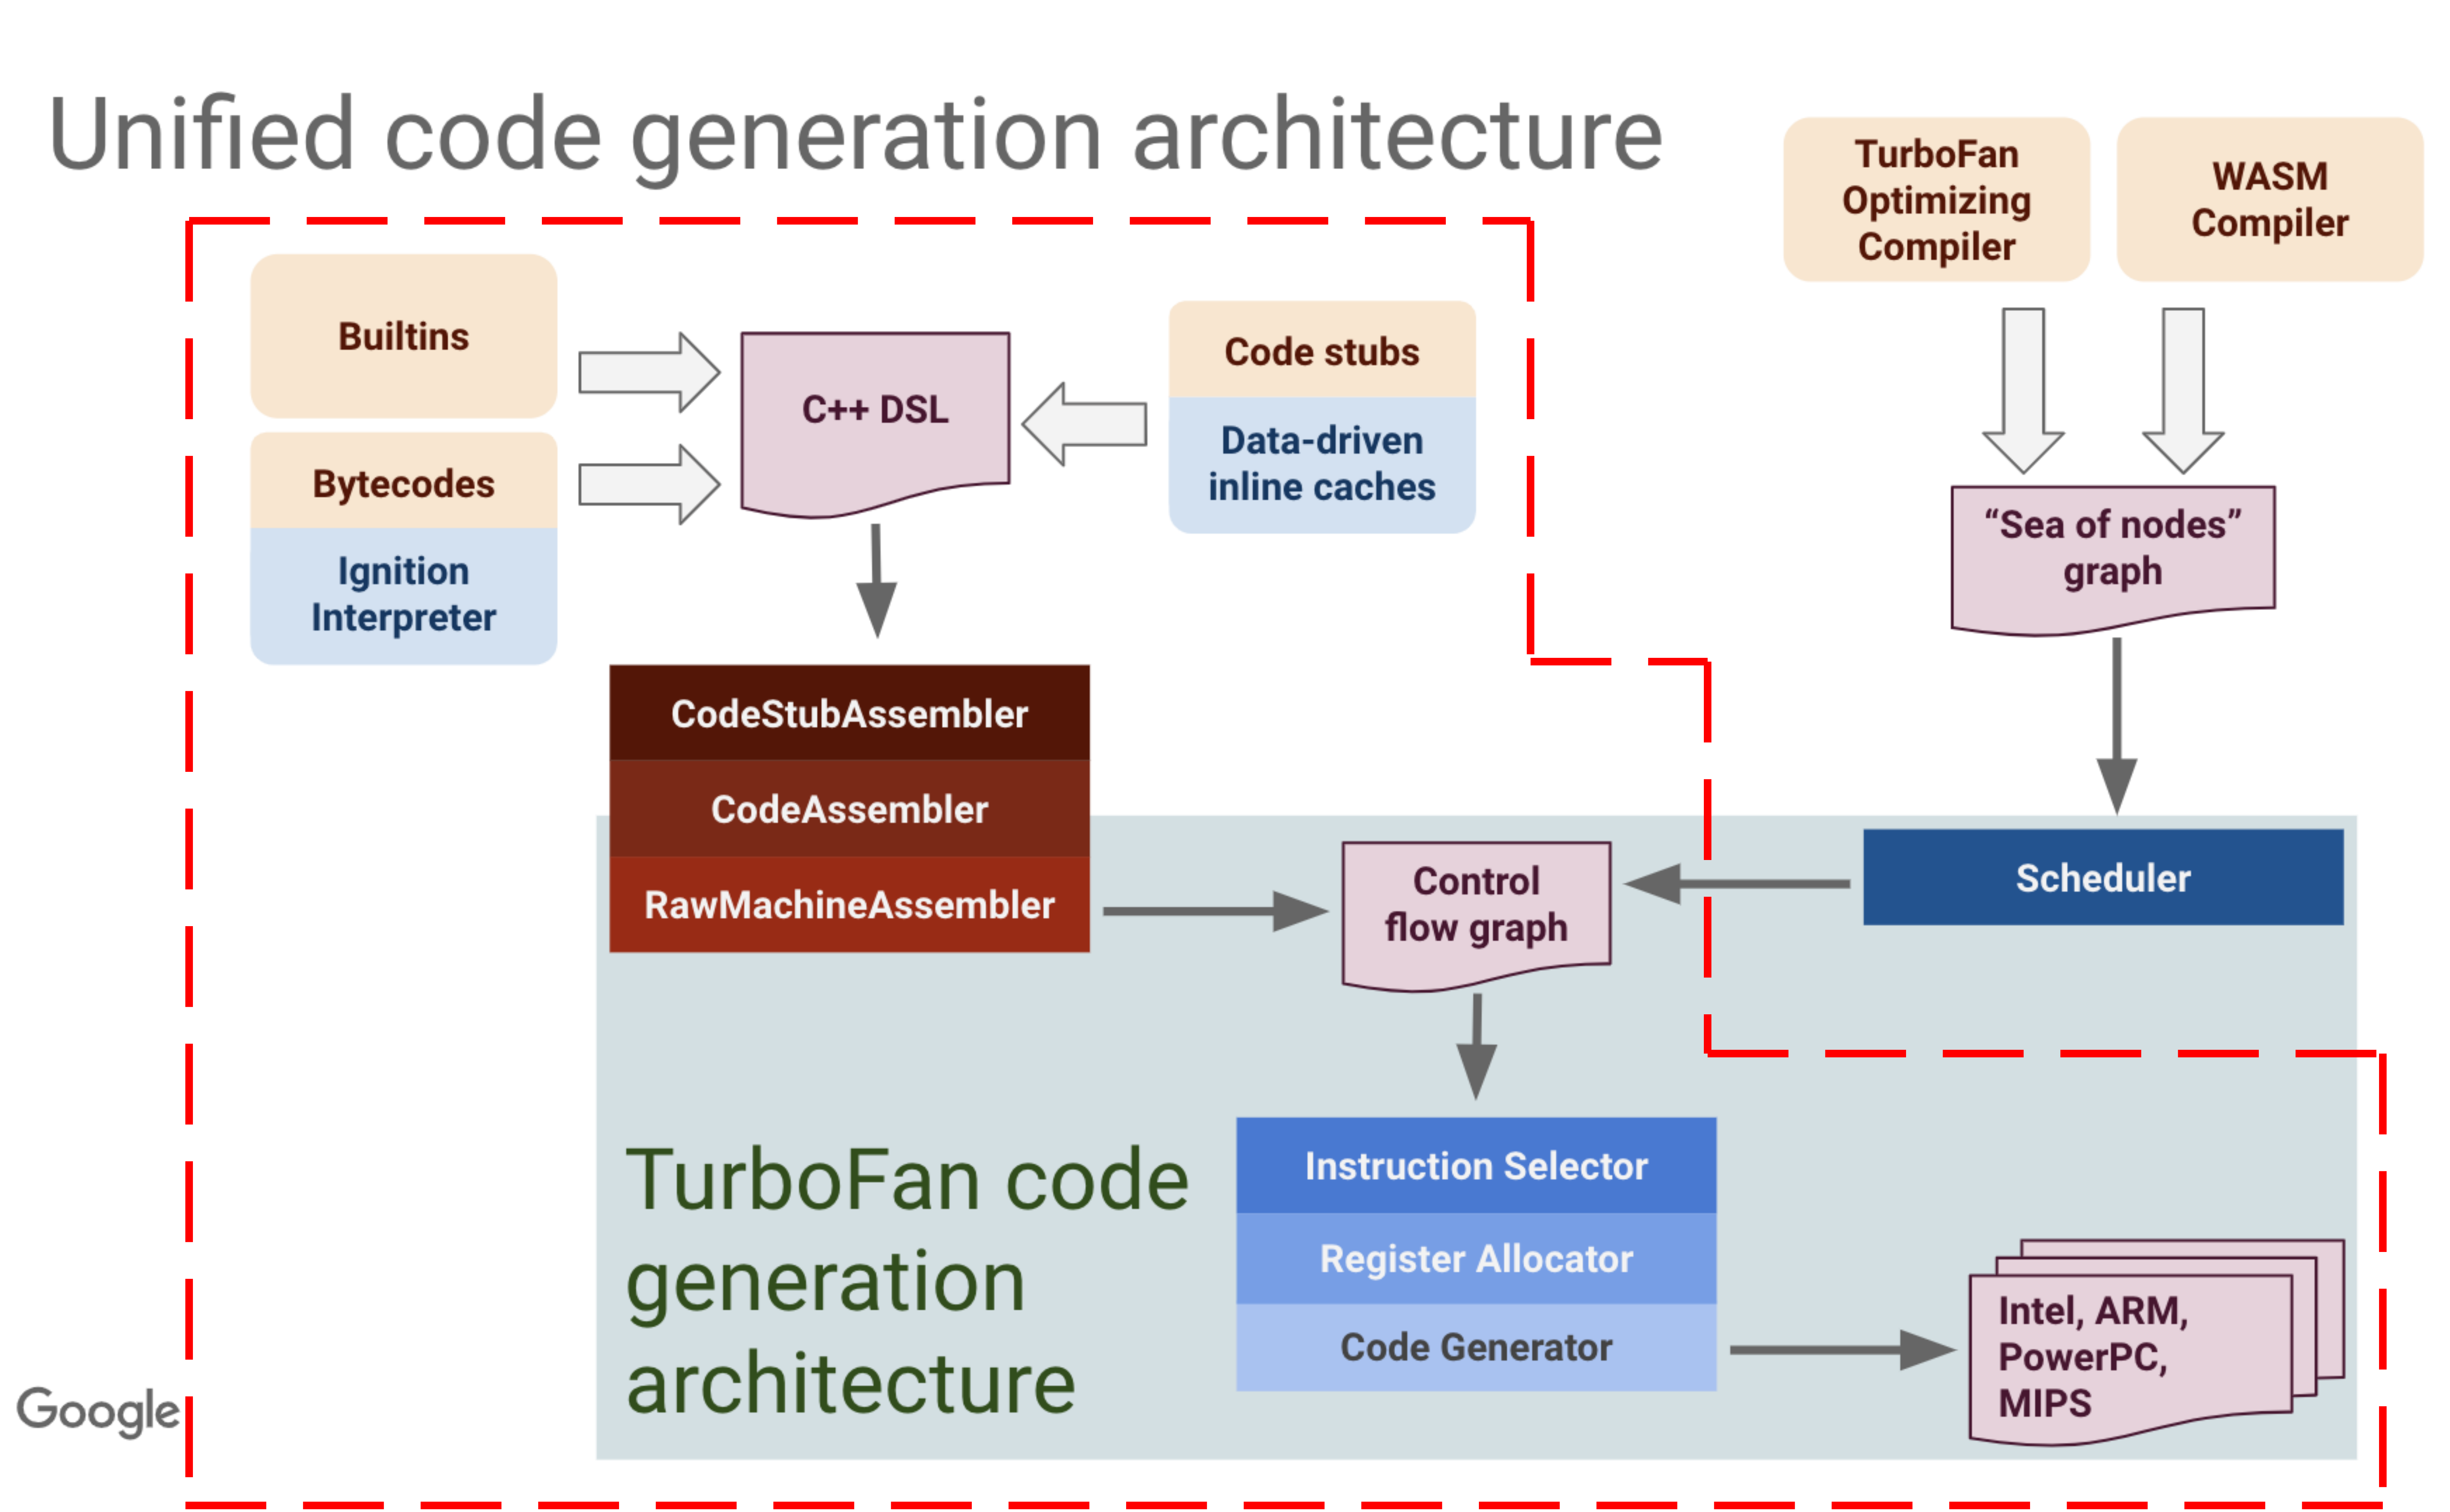 Unified code generation architecture
TurboFan
Optimizing
Compiler
WASM
Compiler
Builtins
C++ DSL
Code stubs
Data-driven
inline caches
Bytecodes
Ignition
Interpreter
“Sea of nodes”
graph
CodeStubAssembler
CodeAssembler
RawMachineAssembler
Control
flow graph
Scheduler
TurboFan code
generation
architecture
Instruction Selector
Register Allocator
Code Generator
Intel, ARM,
PowerPC,
MIPS
Google